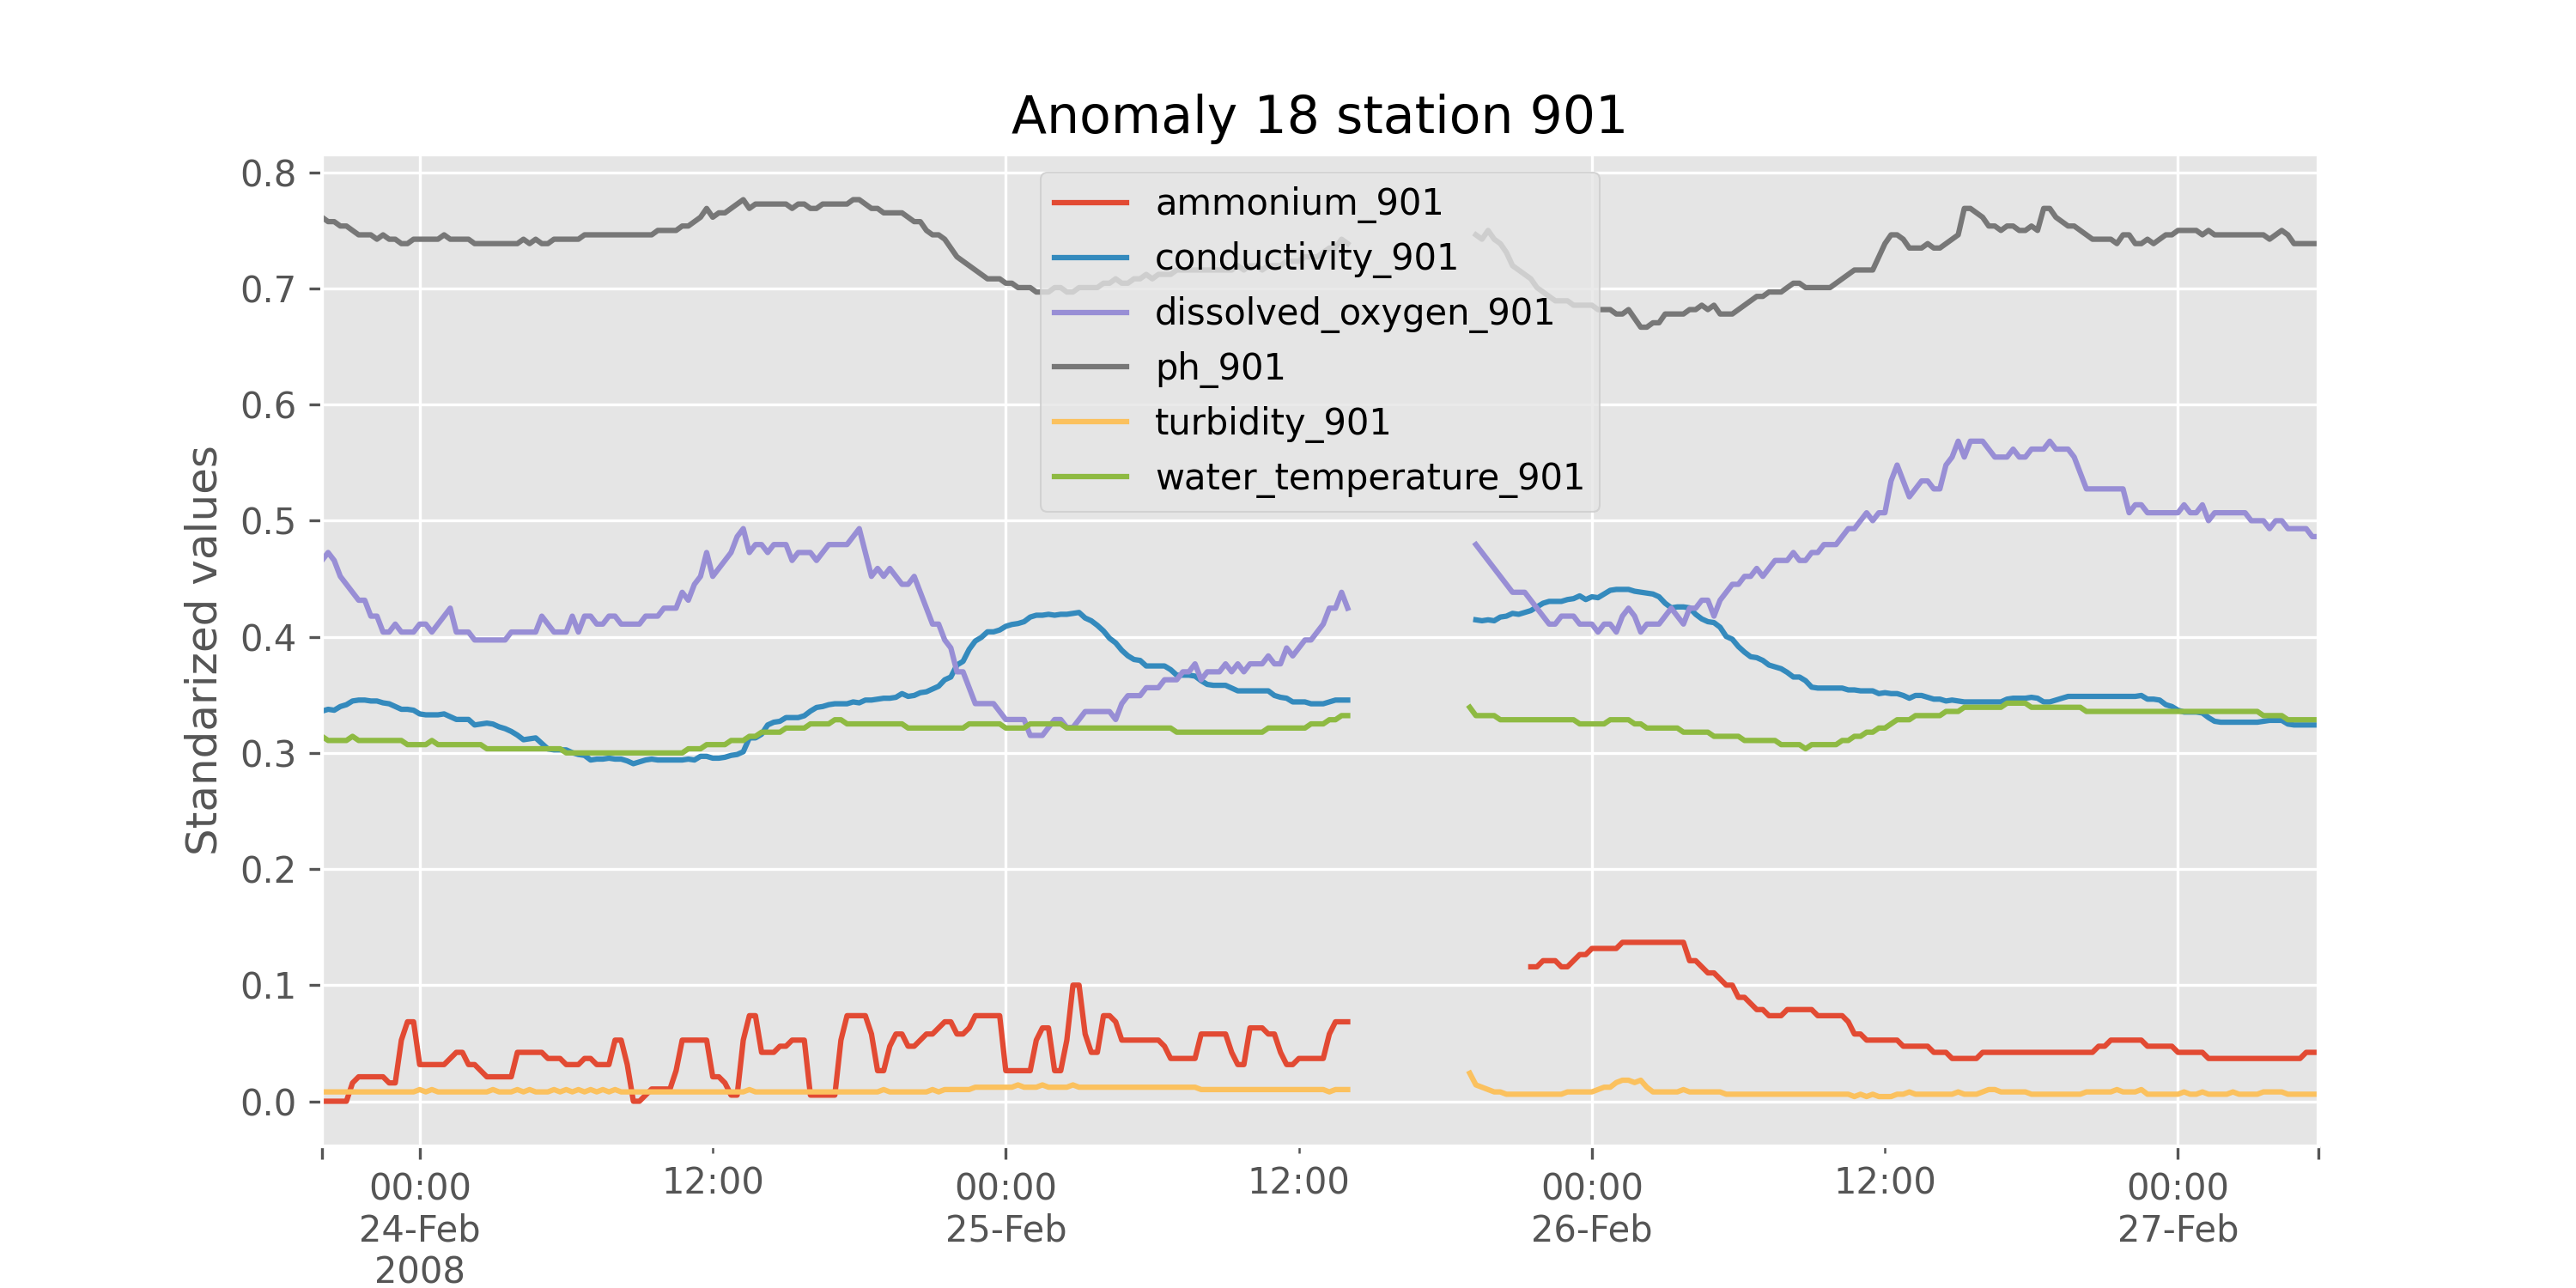 Anomaly 18 station 901
Standarized values
0.8
0.7
0.6
0.5
0.4
0.3
0.2
0.1
0.0
ammonium_901
conductivity_901
dissolved_oxygen_901
ph_901
turbidity_901
water_temperature_901
00:00 12:00 00:00 12:00 00:00 12:00 00:00
24-Feb 25-Feb 26-Feb 27-Feb
2008